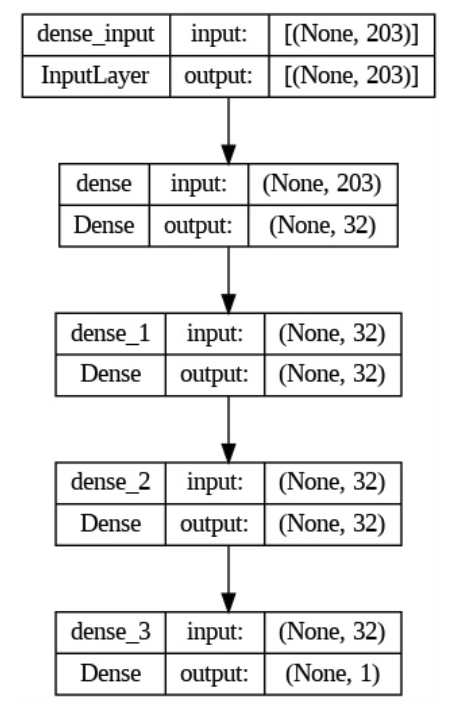 dense_input input: [(None, 203)]
InputLayer output: [(None, 203)]
dense input: (None, 203)
Dense output: (None, 32)
dense_1 input: (None, 32)
Dense output: (None, 32)
dense_2 input: (None, 32)
Dense output: (None, 32)
dense_3 input: (None, 32)
Dense output: (None, 1)